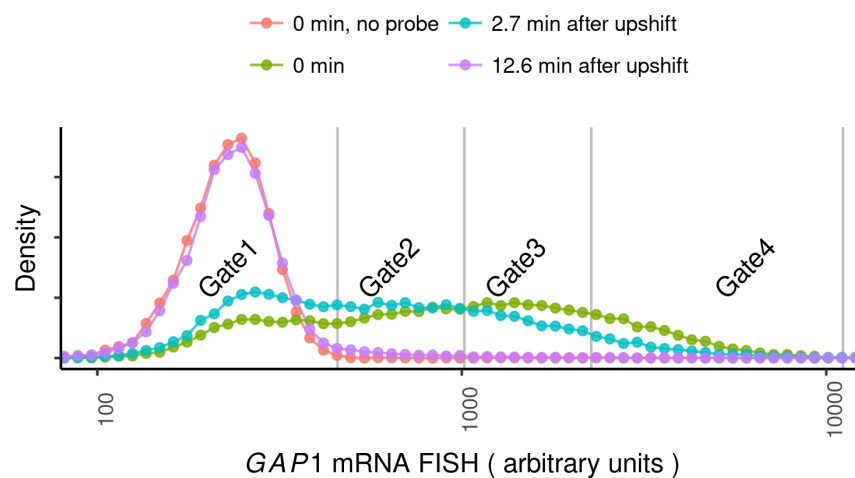 0 min, no probe 2.7 min after upshift
0 min 12.6 min after upshift
Density
Gate1 Gate2 Gate3 Gate4
100 1000 10000
GAP1 mRNA FISH ( arbitrary units )